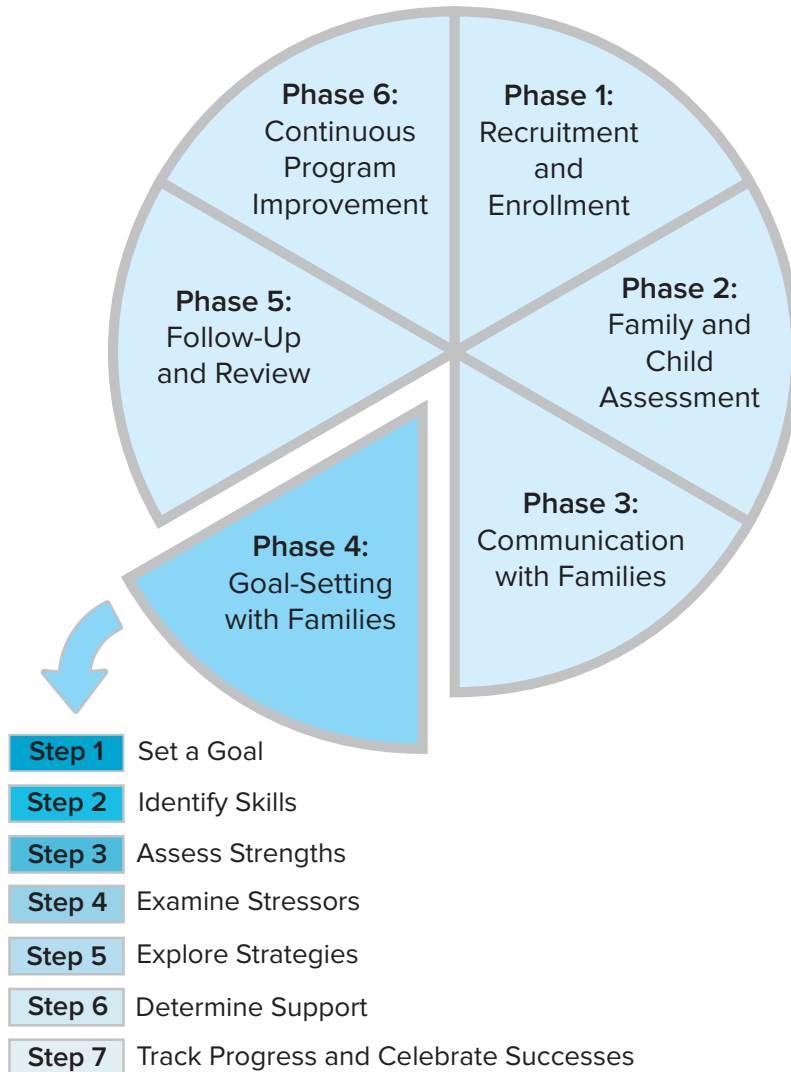 Phase 1:
Recruitment
and
Enrollment
Phase 2:
Family and
Child
Assessment
Phase 3:
Communication
with Families
Phase 4:
Goal-Setting
with Families
Phase 5:
Follow-Up
and Review
Phase 6:
Continuous
Program
Improvement
Step 1 Set a Goal
Step 2 Identify Skills
Step 3 Assess Strengths
Step 4 Examine Stressors
Step 5 Explore Strategies
Step 6 Determine Support
Step 7 Track Progress and Celebrate Successes